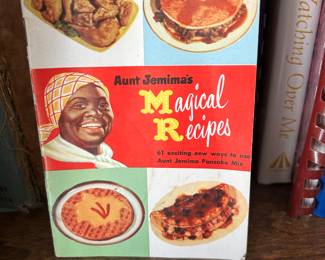 Aunt Jemima's
Magical
Recipes
61 exciting new ways to use
Aunt Jemima Pancake Mix
Watching Over Me